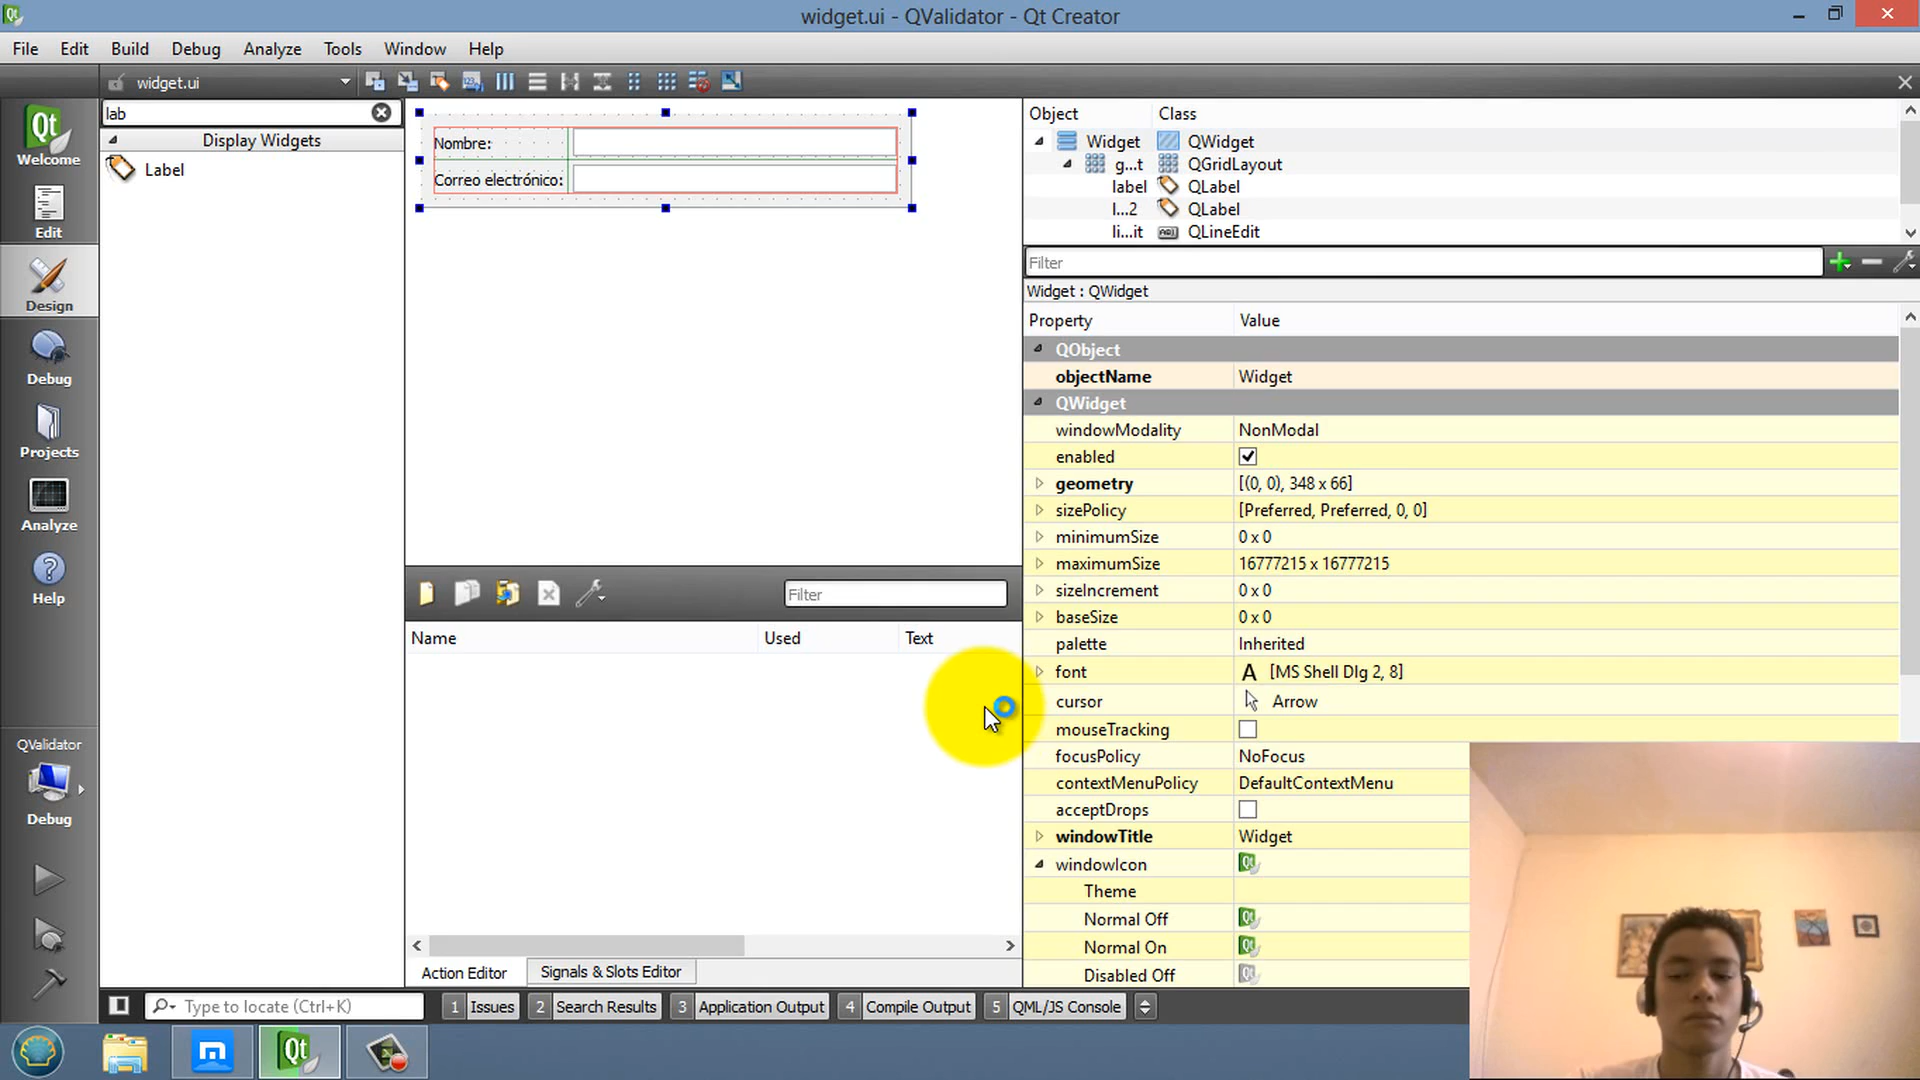 widget.ui - QValidator - Qt Creator
File Edit Build Debug Analyze Tools Window Help
widget.ui
lab
Display Widgets
Label
Welcome
Edit
Design
Debug
Projects
Analyze
Help
QValidator
Debug
Nombre:
Correo electrónico:
Filter
Name Used Text
Action Editor Signals & Slots Editor
Object Class
Widget QWidget
g...t QGridLayout
label QLabel
l...2 QLabel
li...it QLineEdit
Filter
Widget : QWidget
Property Value
QObject
objectName Widget
QWidget
windowModality NonModal
enabled
geometry [(0, 0), 348 x 66]
sizePolicy [Preferred, Preferred, 0, 0]
minimumSize 0 x 0
maximumSize 16777215 x 16777215
sizeIncrement 0 x 0
baseSize 0 x 0
palette Inherited
font A [MS Shell Dlg 2, 8]
cursor Arrow
mouseTracking
focusPolicy NoFocus
contextMenuPolicy DefaultContextMenu
acceptDrops
windowTitle Widget
windowIcon
Theme
Normal Off
Normal On
Disabled Off
Type to locate (Ctrl+K) 1 Issues 2 Search Results 3 Application Output 4 Compile Output 5 QML/JS Console